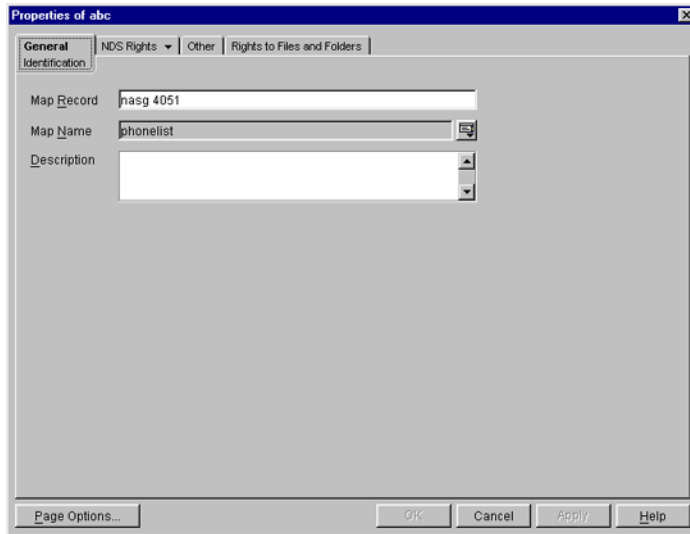 Properties of abc
General
NDS Rights
Other
Rights to Files and Folders
Identification
Map Record
nasg 4051
Map Name
phonelist
Description
Page Options...
OK
Cancel
Apply
Help